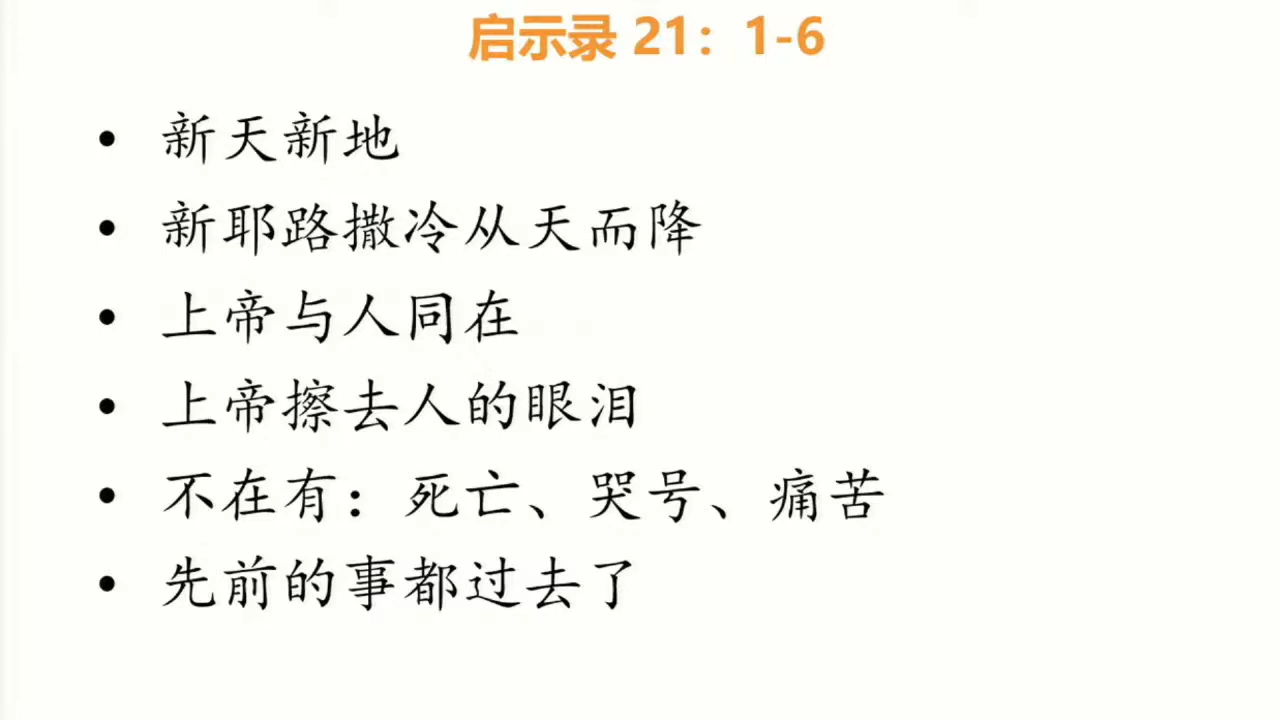 启示录 21：1-6
• 新天新地
• 新耶路撒冷从天而降
• 上帝与人同在
• 上帝擦去人的眼泪
• 不在有：死亡、哭号、痛苦
• 先前的事都过去了